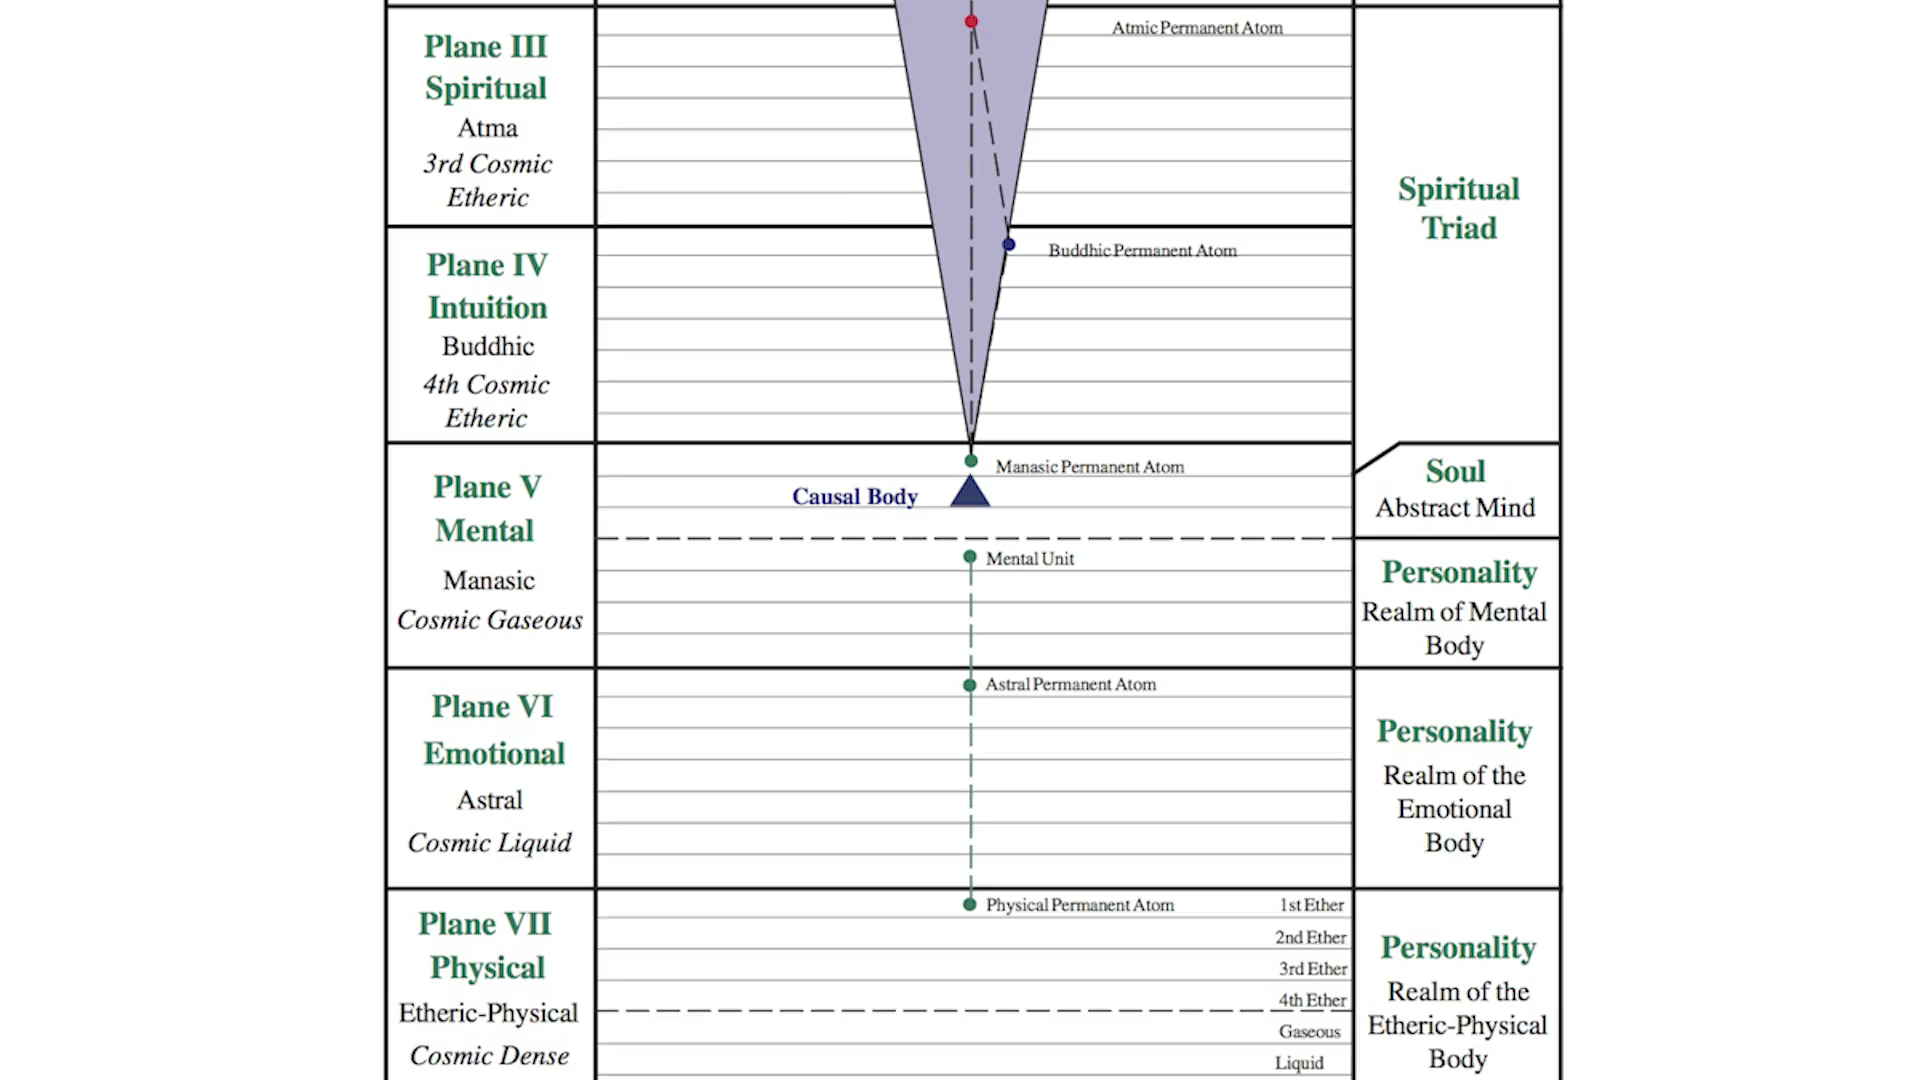 Plane III
Spiritual
Atma
3rd Cosmic
Etheric
Atmic Permanent Atom
Spiritual
Triad
Plane IV
Intuition
Buddhic
4th Cosmic
Etheric
Buddhic Permanent Atom
Plane V
Mental
Manasic
Cosmic Gaseous
Manasic Permanent Atom
Causal Body
Mental Unit
Soul
Abstract Mind
Personality
Realm of Mental
Body
Plane VI
Emotional
Astral
Cosmic Liquid
Astral Permanent Atom
Personality
Realm of the
Emotional
Body
Plane VII
Physical
Etheric-Physical
Cosmic Dense
Physical Permanent Atom
1st Ether
2nd Ether
3rd Ether
4th Ether
Gaseous
Liquid
Personality
Realm of the
Etheric-Physical
Body